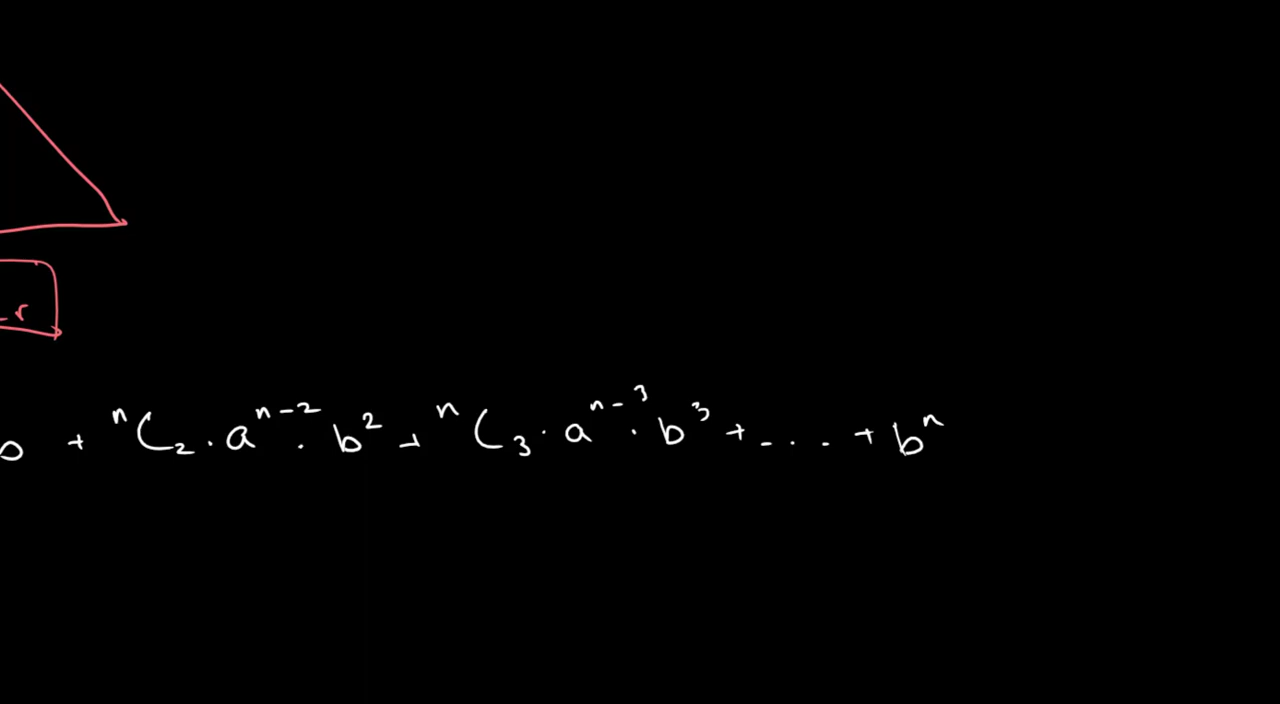 - r
b + ⁿC₂ · aⁿ⁻² · b² + ⁿC₃ · aⁿ⁻³ · b³ + .... + bⁿ